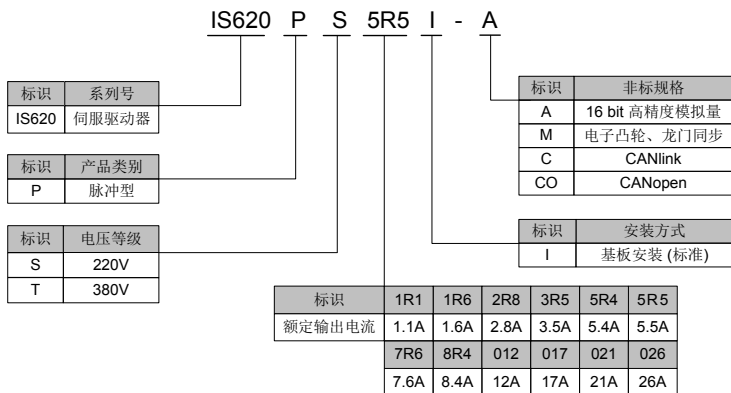 IS620 P S 5R5 I - A
标识 系列号
IS620 伺服驱动器
标识 产品类别
P 脉冲型
标识 电压等级
S 220V
T 380V
标识 非标规格
A 16 bit 高精度模拟量
M 电子凸轮、龙门同步
C CANlink
CO CANopen
标识 安装方式
I 基板安装 (标准)
标识 1R1 1R6 2R8 3R5 5R4 5R5
额定输出电流 1.1A 1.6A 2.8A 3.5A 5.4A 5.5A
7R6 8R4 012 017 021 026
7.6A 8.4A 12A 17A 21A 26A